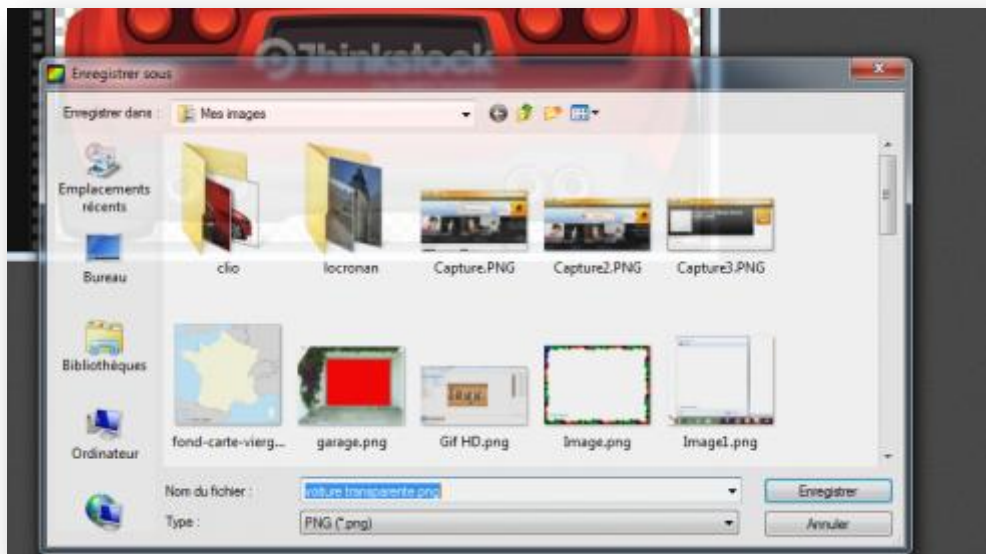 Thinkstock
Enregistrer sous
Enregistrer dans :
Mes images
Emplacements récents
Bureau
Bibliothèques
Ordinateur
clio
locronan
Capture.PNG
Capture2.PNG
Capture3.PNG
fond-carte-vierg...
garage.png
Gif HD.png
Image.png
Image1.png
Nom du fichier :
voiture transparente.png
Enregistrer
Type :
PNG (*.png)
Annuler